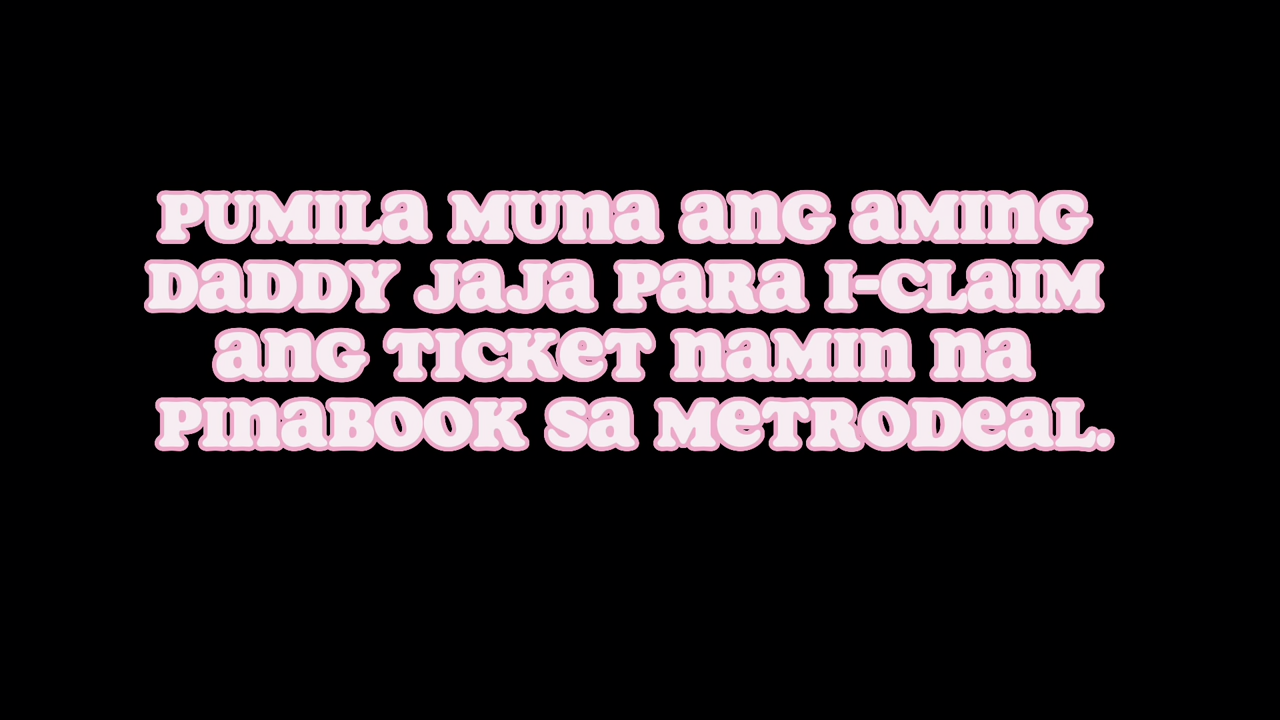 PUMILa MUna anG aMInG
DaDDY JaJa PaRa I-CLaIM
anG TICKeT naMIn na
PInaBOOK Sa MeTRODeaL.